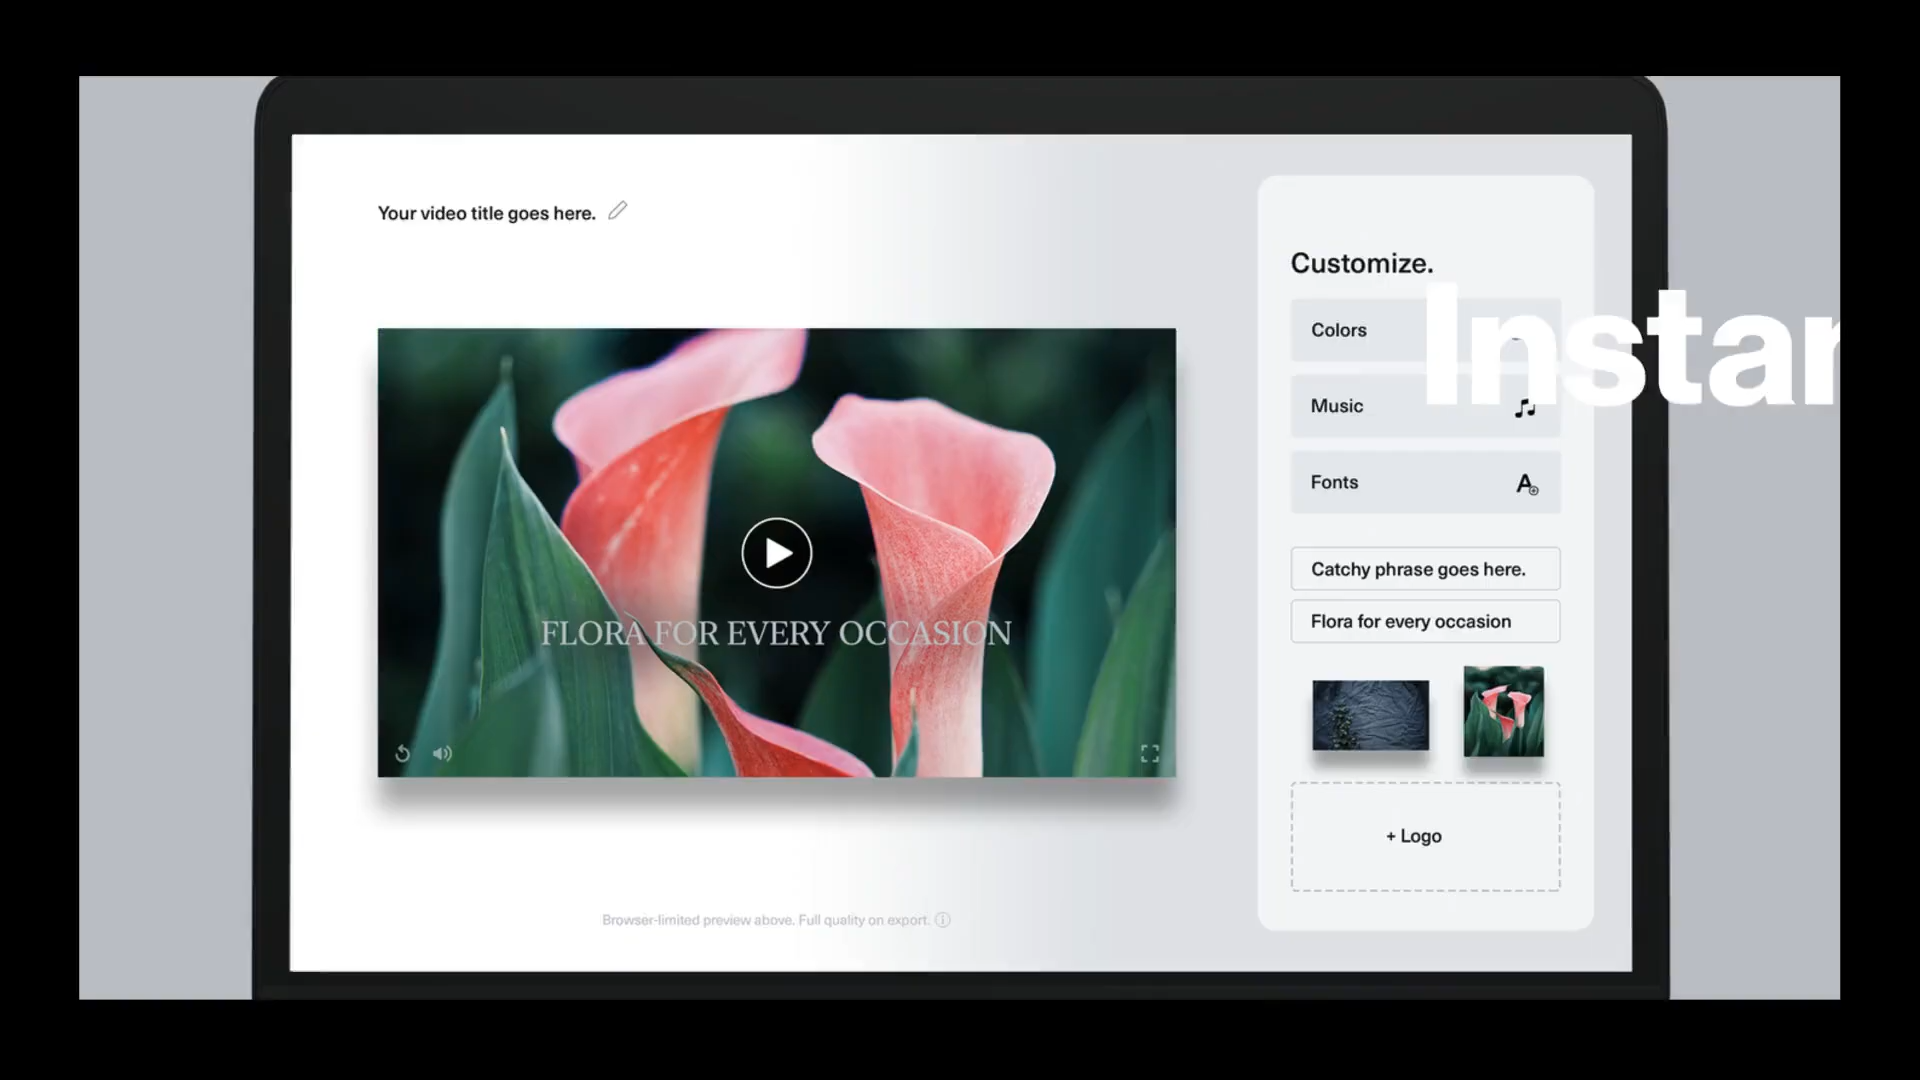 Your video title goes here.
Customize.
Instan
Colors
Music
Fonts
Catchy phrase goes here.
FLORA FOR EVERY OCCASION
Flora for every occasion
+ Logo
Browser-limited preview above. Full quality on export.